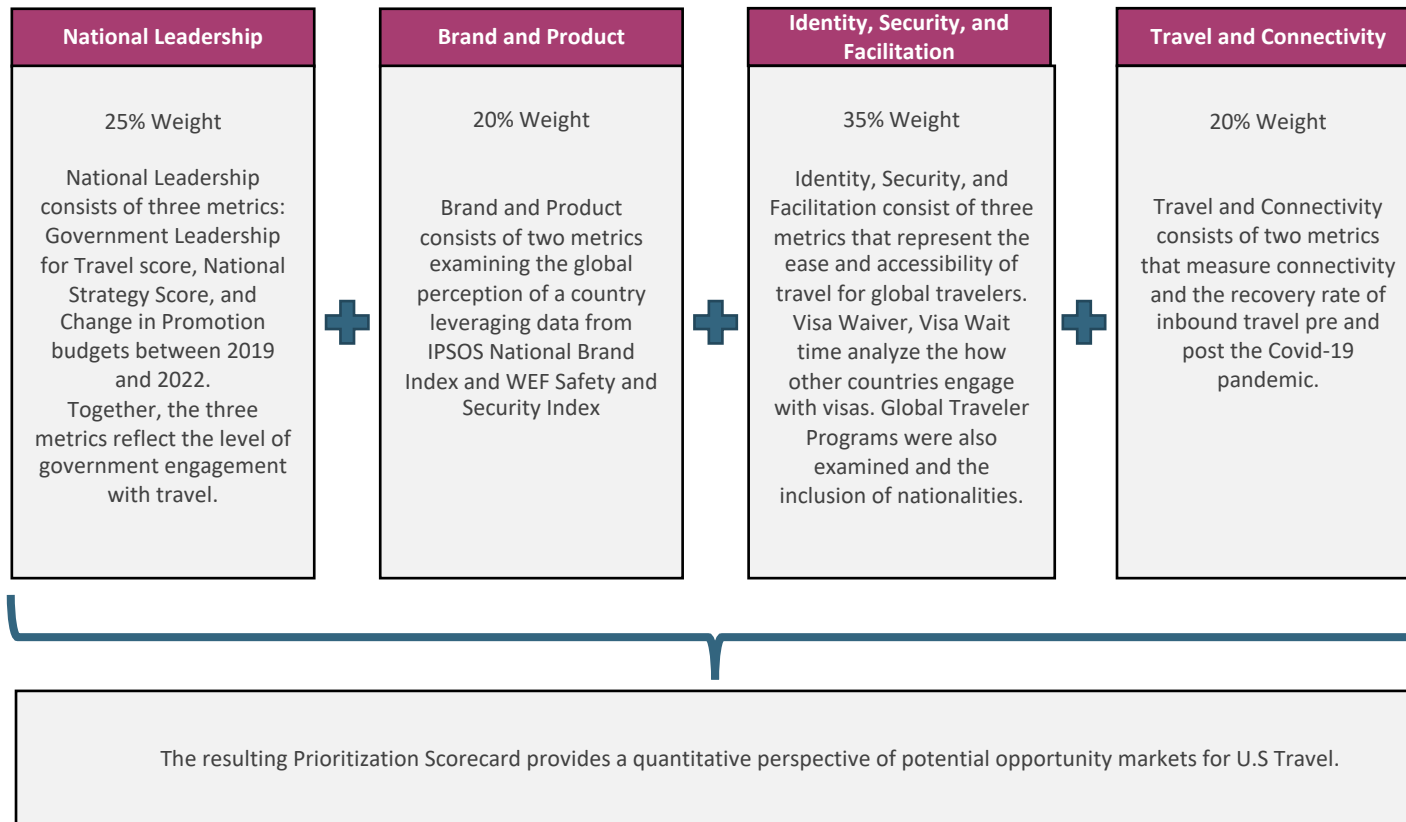 National Leadership
25% Weight
National Leadership
consists of three metrics:
Government Leadership
for Travel score, National
Strategy Score, and
Change in Promotion
budgets between 2019
and 2022.
Together, the three
metrics reflect the level of
government engagement
with travel.
Brand and Product
20% Weight
Brand and Product
consists of two metrics
examining the global
perception of a country
leveraging data from
IPSOS National Brand
Index and WEF Safety and
Security Index
Identity, Security, and
Facilitation
35% Weight
Identity, Security, and
Facilitation consist of three
metrics that represent the
ease and accessibility of
travel for global travelers.
Visa Waiver, Visa Wait
time analyze the how
other countries engage
with visas. Global Traveler
Programs were also
examined and the
inclusion of nationalities.
Travel and Connectivity
20% Weight
Travel and Connectivity
consists of two metrics
that measure connectivity
and the recovery rate of
inbound travel pre and
post the Covid-19
pandemic.
The resulting Prioritization Scorecard provides a quantitative perspective of potential opportunity markets for U.S Travel.